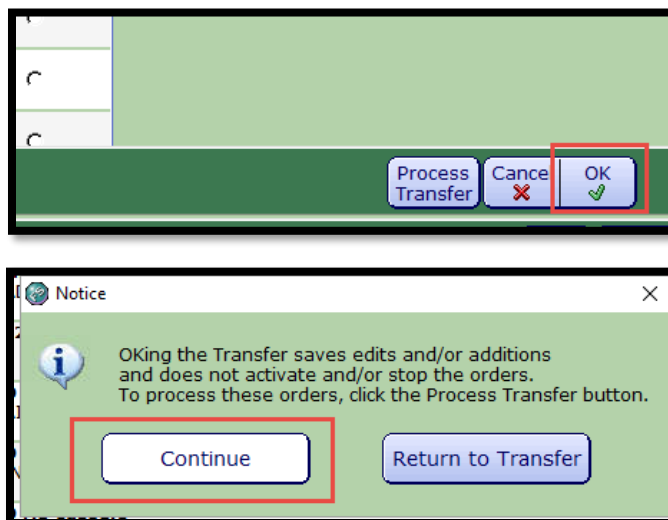 Process Cancel OK
Transfer
Notice
OKing the Transfer saves edits and/or additions
and does not activate and/or stop the orders.
To process these orders, click the Process Transfer button.
Continue Return to Transfer